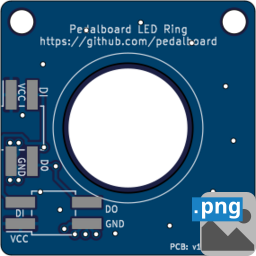 Pedalboard LED Ring
https://github.com/pedalboard
VCC
DI
GND
DO
DI
DO
GND
VCC
PCB: v1
.png